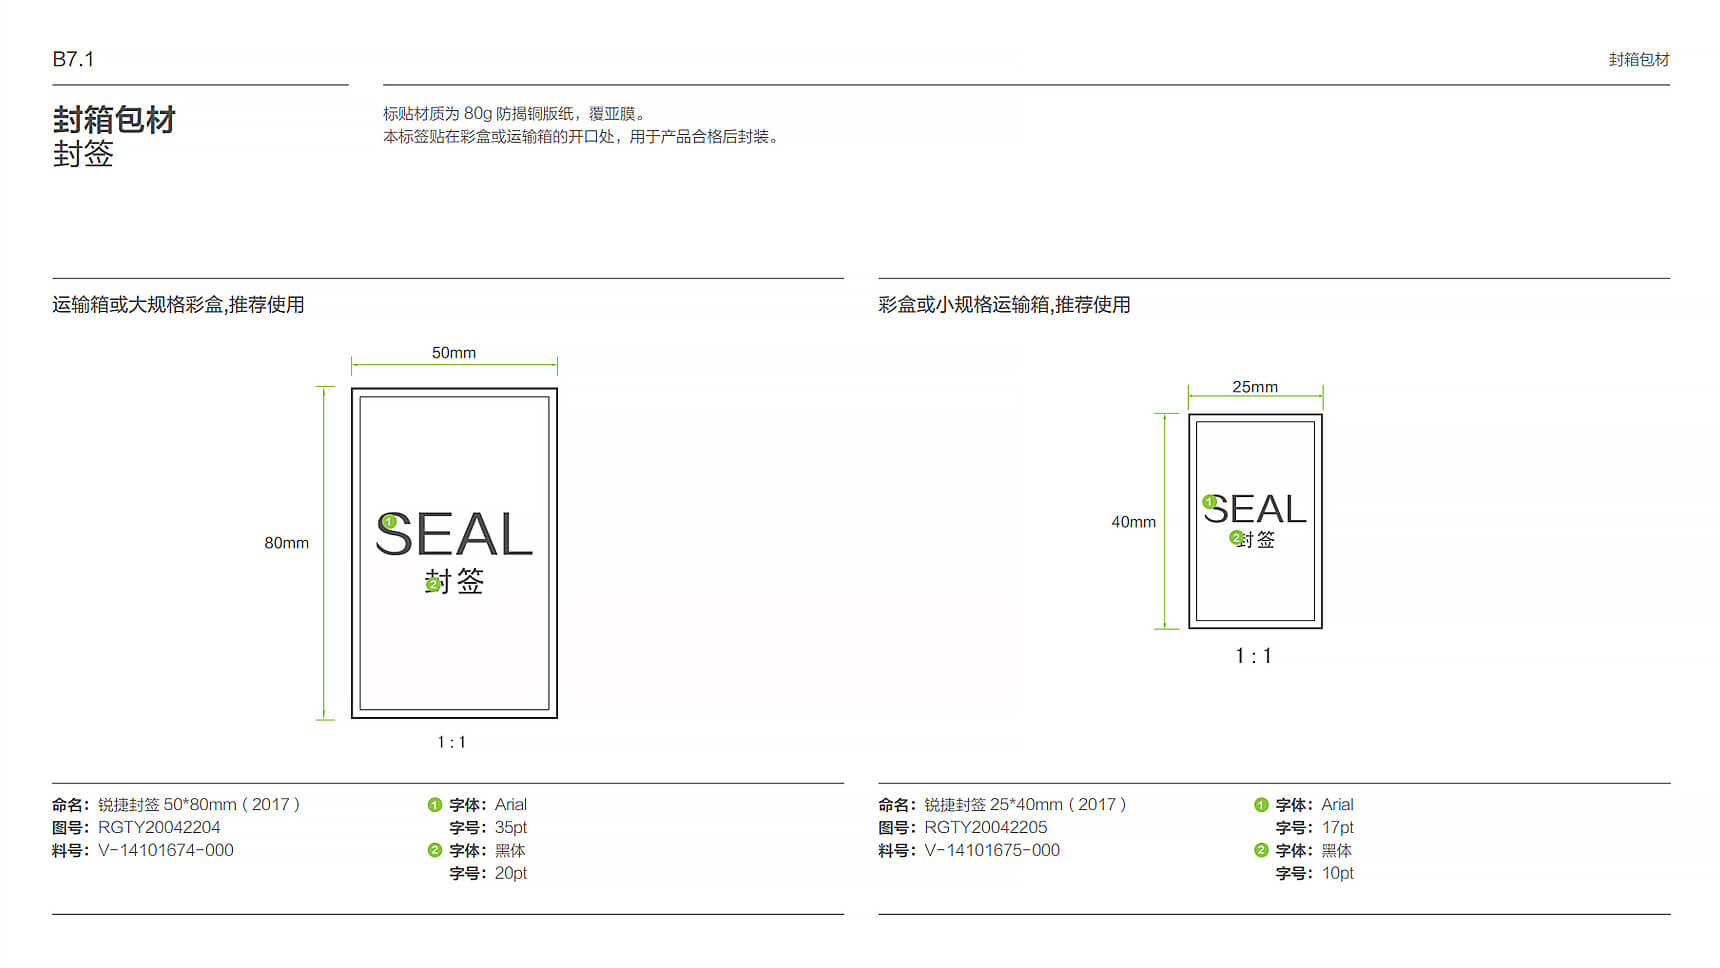 B7.1
封箱包材
封箱包材
封签
标贴材质为 80g 防揭铜版纸，覆亚膜。
本标签贴在彩盒或运输箱的开口处，用于产品合格后封装。
运输箱或大规格彩盒,推荐使用
50mm
80mm
1
SEAL
2
封签
1 : 1
命名：锐捷封签 50*80mm（2017）
图号：RGTY20042204
料号：V-14101674-000
1 字体：Arial
字号：35pt
2 字体：黑体
字号：20pt
彩盒或小规格运输箱,推荐使用
25mm
40mm
1
SEAL
2
封签
1 : 1
命名：锐捷封签 25*40mm（2017）
图号：RGTY20042205
料号：V-14101675-000
1 字体：Arial
字号：17pt
2 字体：黑体
字号：10pt